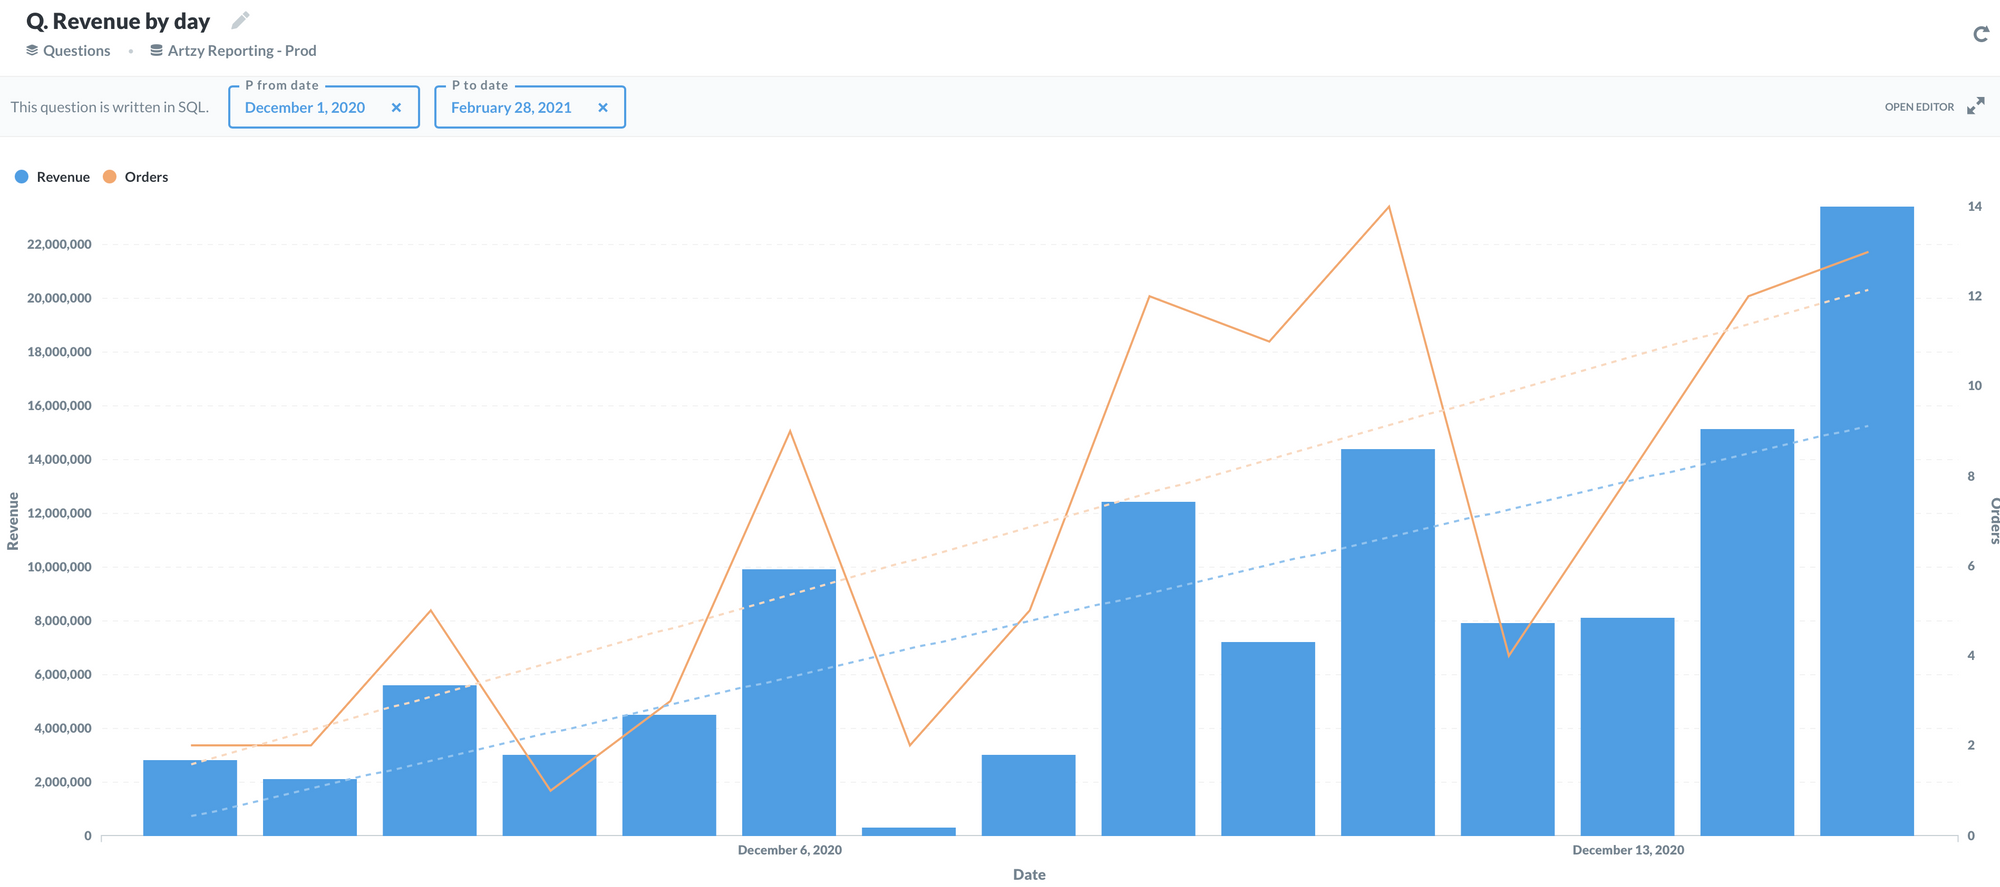 Q. Revenue by day
Questions • Artzy Reporting - Prod
P from date
P to date
This question is written in SQL.
December 1, 2020 ×
February 28, 2021 ×
OPEN EDITOR
Revenue
Orders
22,000,000
20,000,000
18,000,000
16,000,000
14,000,000
12,000,000
10,000,000
8,000,000
6,000,000
4,000,000
2,000,000
0
Revenue
14
12
10
8
6
4
2
0
Orders
December 6, 2020
December 13, 2020
Date